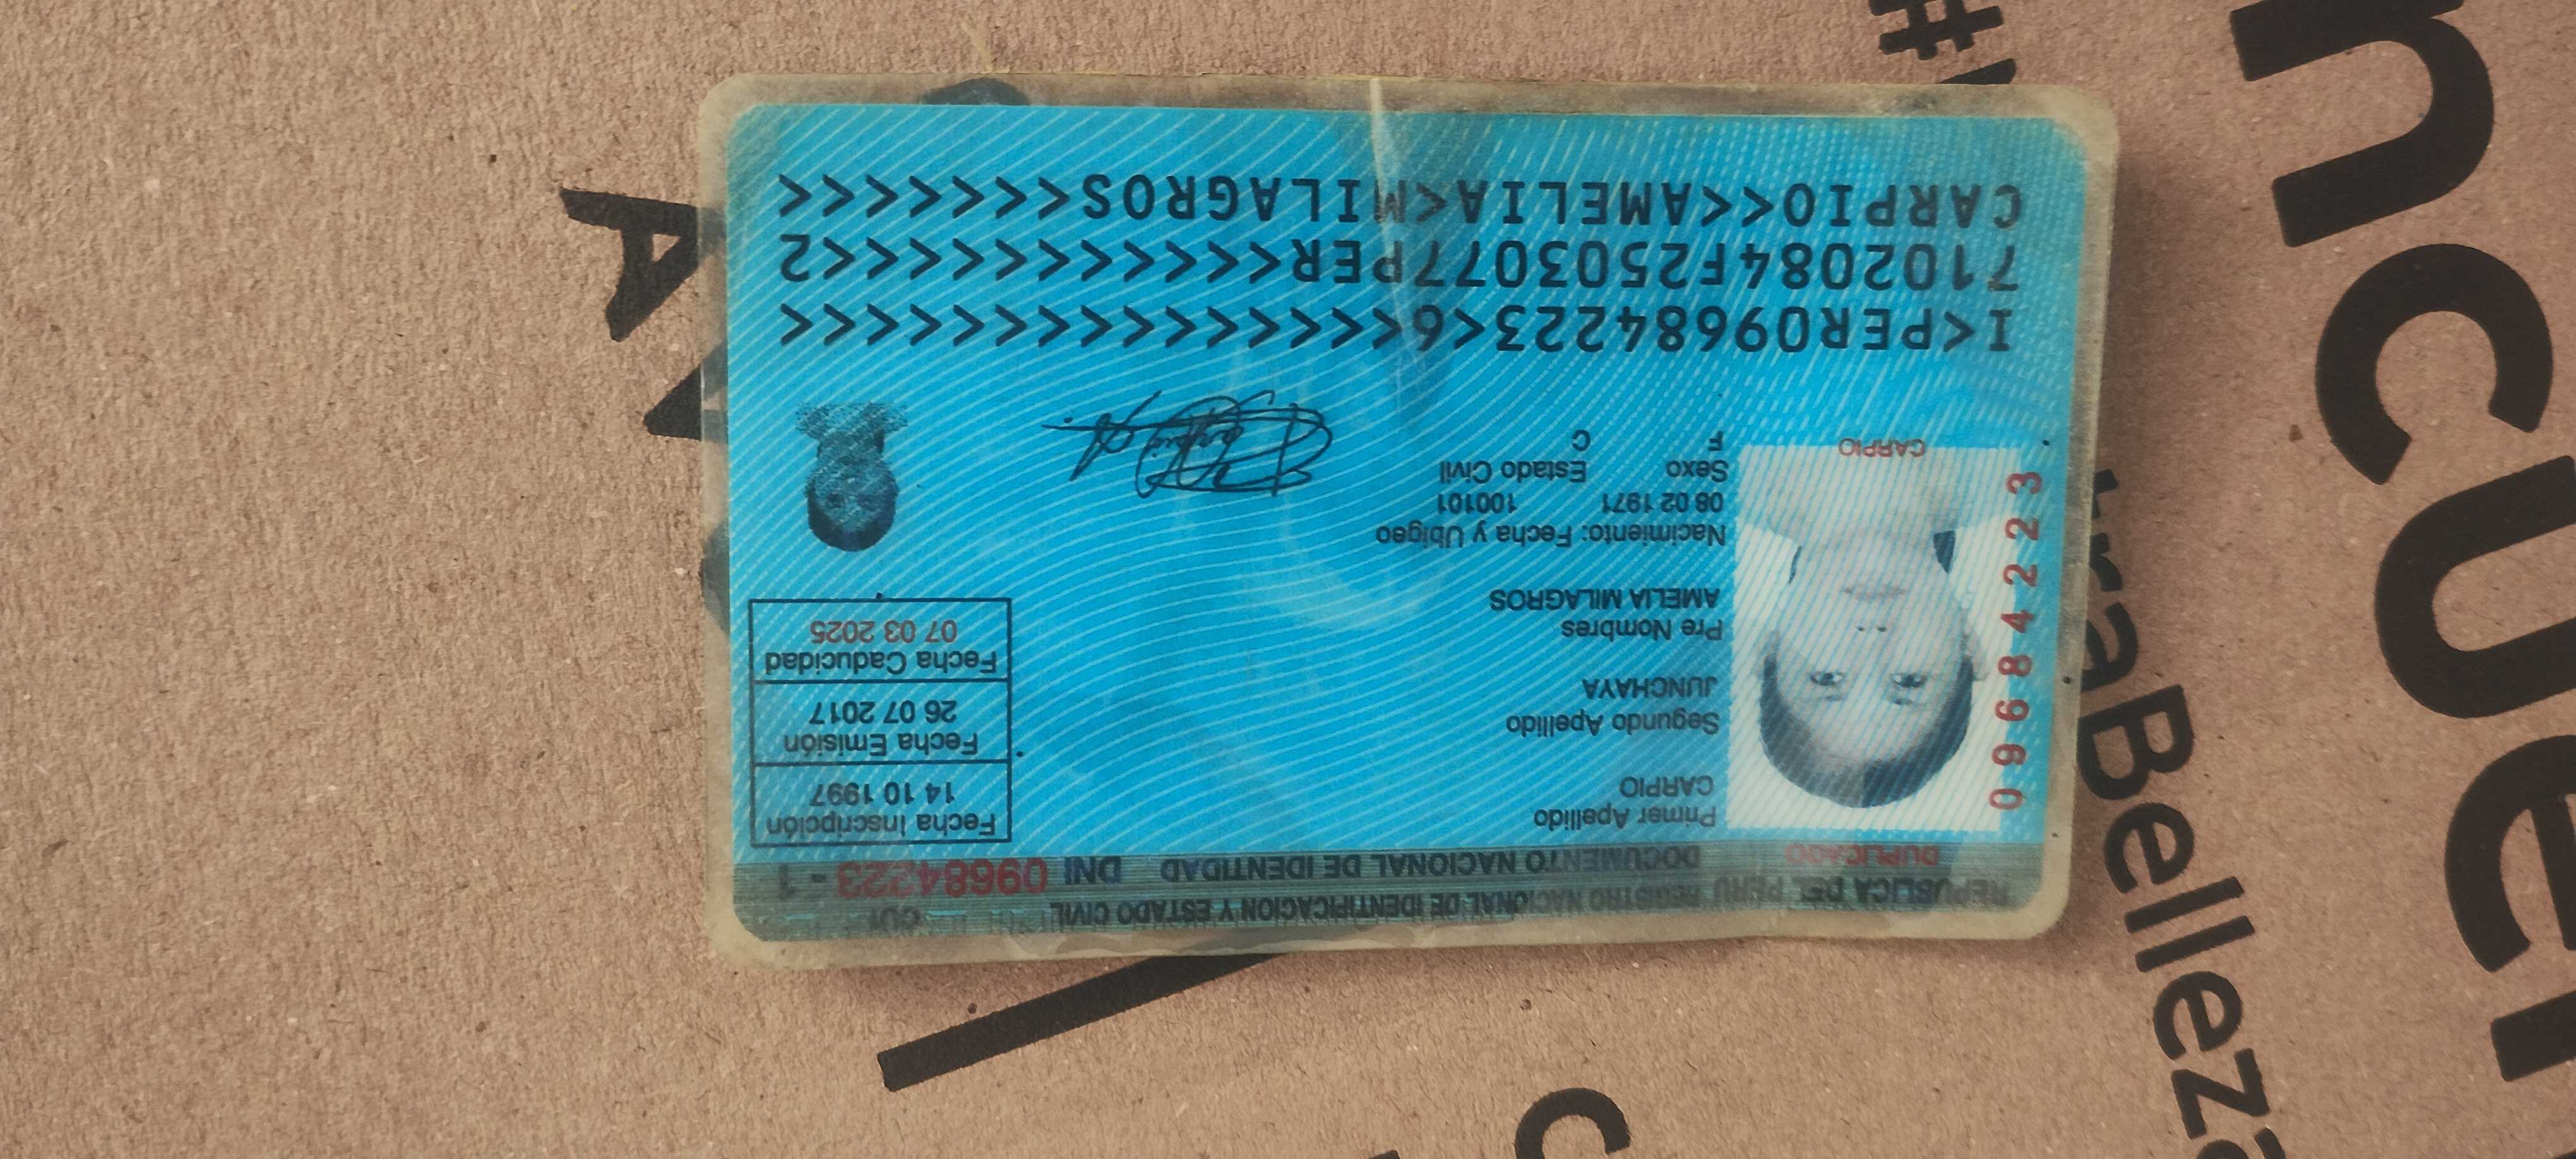 REPUBLICA DEL PERU REGISTRO NACIONAL DE IDENTIFICACION Y ESTADO CIVIL CUI
DUPLICADO DOCUMENTO NACIONAL DE IDENTIDAD DNI 09684223 - 1
09684223
CARPIO
Primer Apellido
CARPIO
Segundo Apellido
JUNCHAYA
Pre Nombres
AMELIA MILAGROS
Nacimiento: Fecha y Ubigeo
08 02 1971 100101
Sexo Estado Civil
F C
Fecha Inscripción
14 10 1997
Fecha Emisión
26 07 2017
Fecha Caducidad
07 03 2025
I<PER09684223<6<<<<<<<<<<<<<<<
7102084F2503077PER<<<<<<<<<<<2
CARPIO<<AMELIA<MILAGROS<<<<<<<